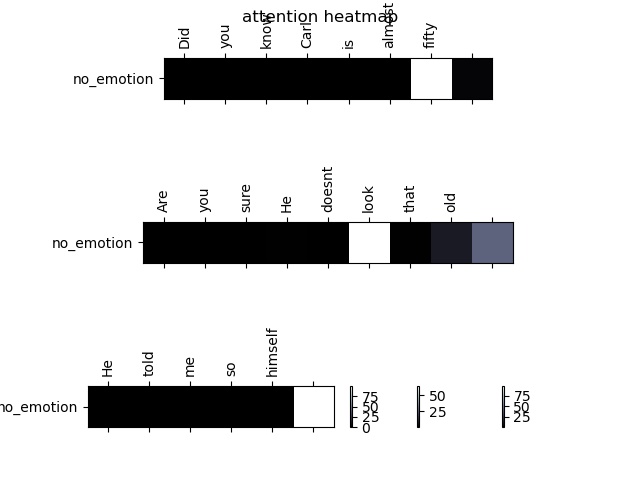 attention heatmap
Did you know Carl is almost fifty
no_emotion
Are you sure He doesnt look that old
no_emotion
He told me so himself
no_emotion
75 50 25 0
50 25
75 50 25